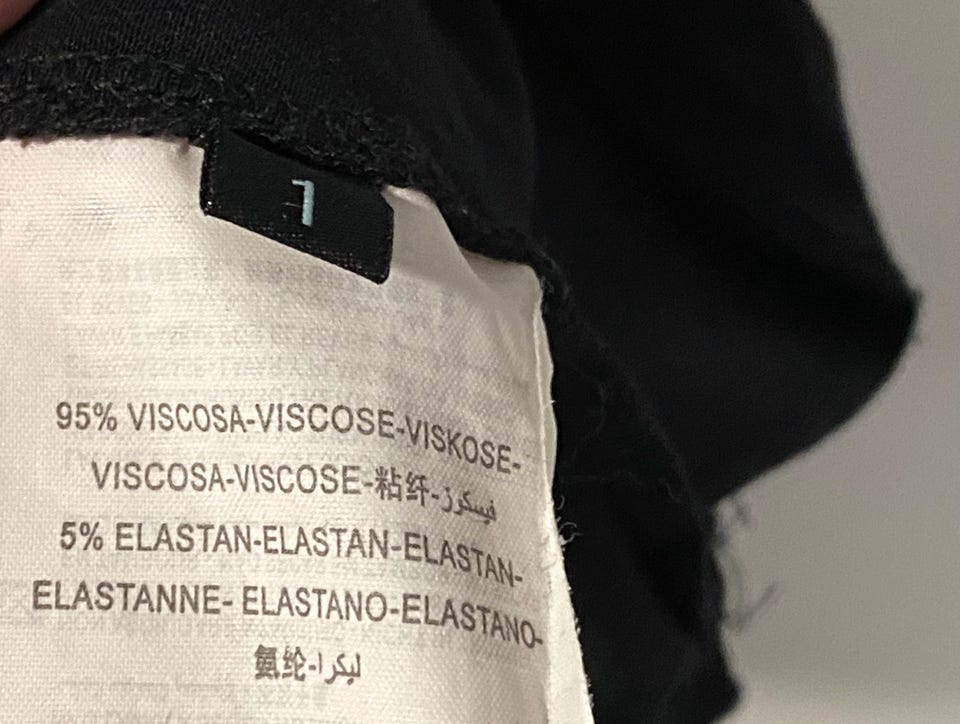 1
95% VISCOSA-VISCOSE-VISKOSE-
VISCOSA-VISCOSE-粘纤-فيسكوز
5% ELASTAN-ELASTAN-ELASTAN-
ELASTANNE- ELASTANO-ELASTANO-
氨纶-ليكرا